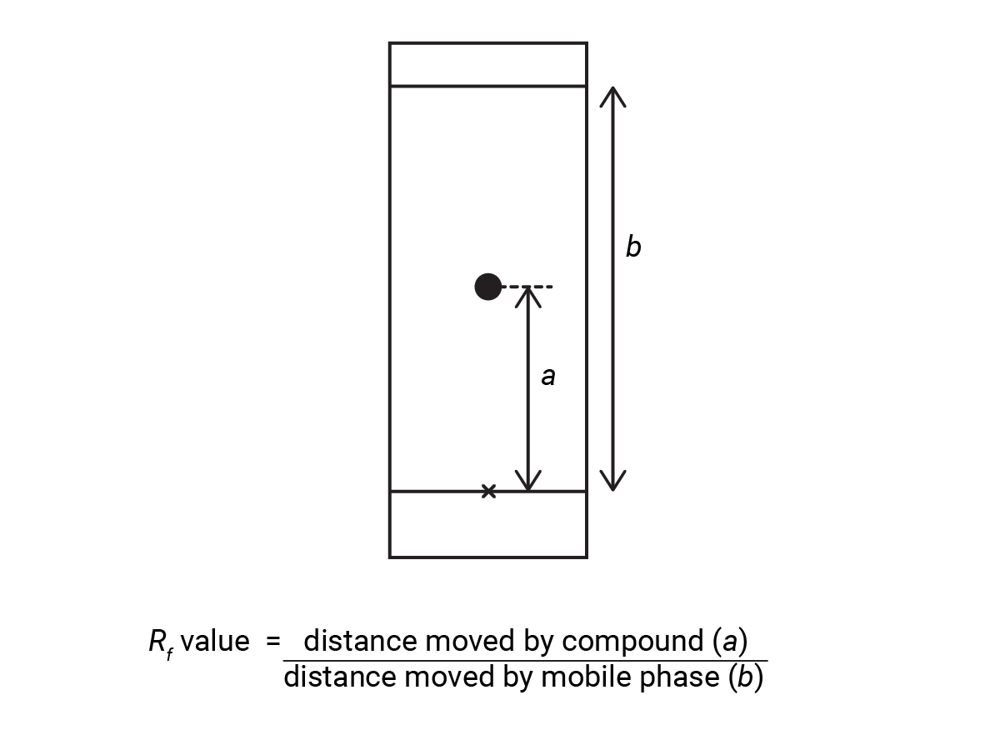 b
a
Rf value = distance moved by compound (a)
distance moved by mobile phase (b)